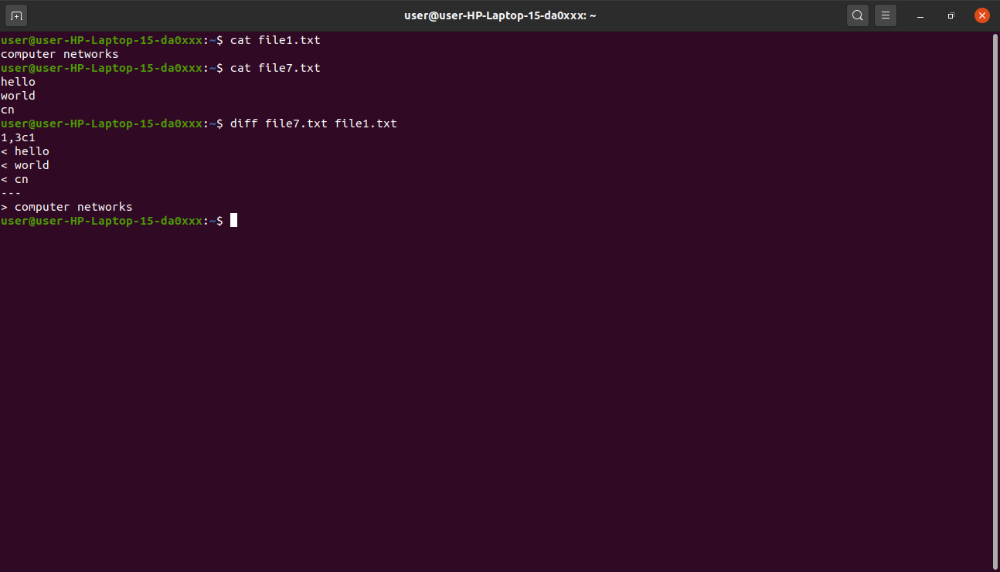 user@user-HP-Laptop-15-da0xxx: ~
user@user-HP-Laptop-15-da0xxx:~$ cat file1.txt
computer networks
user@user-HP-Laptop-15-da0xxx:~$ cat file7.txt
hello
world
cn
user@user-HP-Laptop-15-da0xxx:~$ diff file7.txt file1.txt
1,3c1
< hello
< world
< cn
---
> computer networks
user@user-HP-Laptop-15-da0xxx:~$